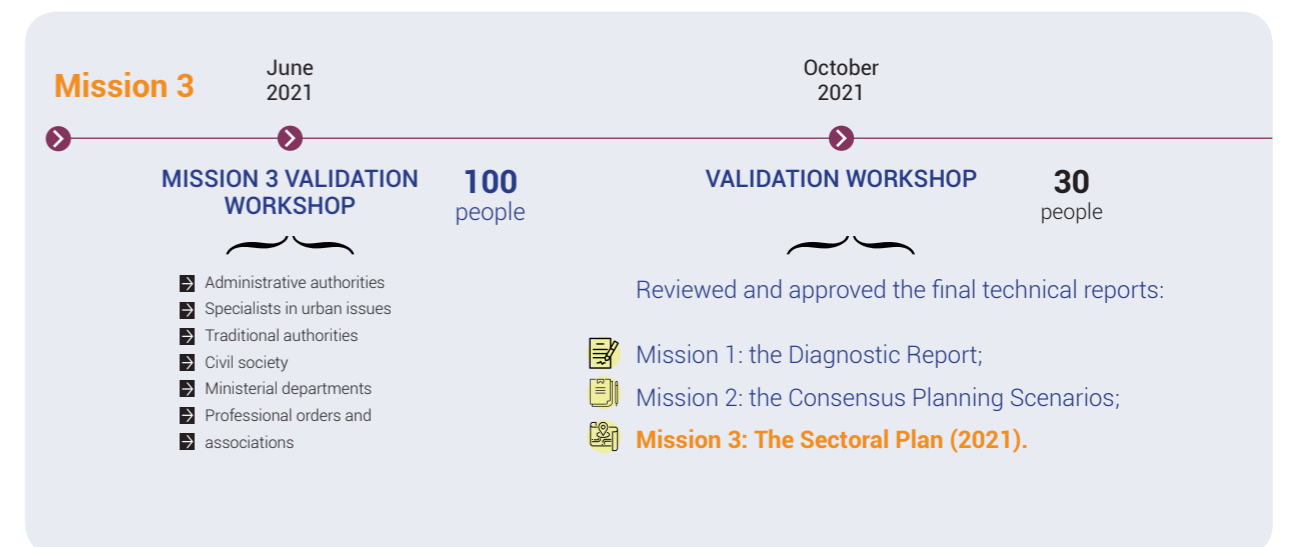 Mission 3
June
2021
October
2021
MISSION 3 VALIDATION
WORKSHOP
100
people
VALIDATION WORKSHOP
30
people
Administrative authorities
Specialists in urban issues
Traditional authorities
Civil society
Ministerial departments
Professional orders and
associations
Reviewed and approved the final technical reports:
Mission 1: the Diagnostic Report;
Mission 2: the Consensus Planning Scenarios;
Mission 3: The Sectoral Plan (2021).